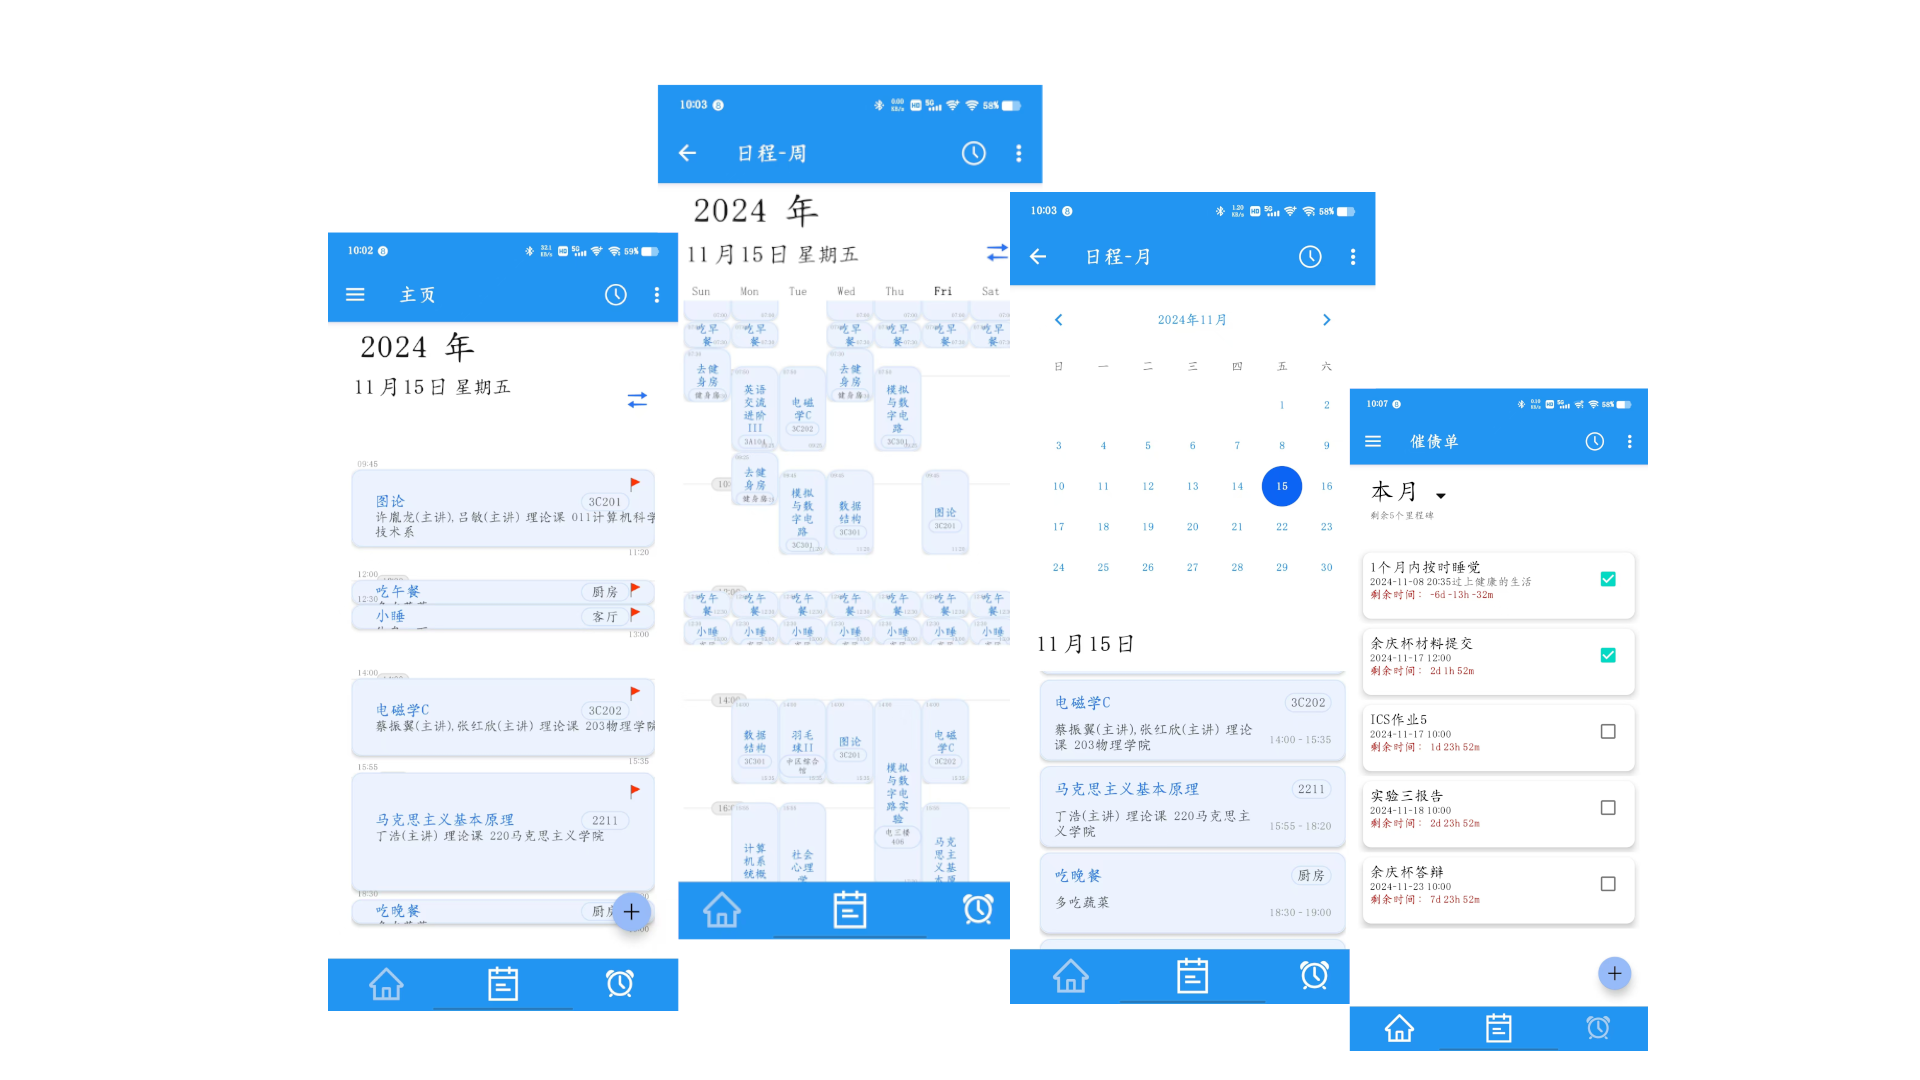 10:02
59%
主页
2024 年
11月15日 星期五
09:45
图论
3C201
许胤龙(主讲),吕敏(主讲) 理论课 011计算机科学
技术系
11:20
12:00
吃午餐
厨房
12:30
小睡
客厅
13:00
14:00
电磁学C
3C202
蔡振翼(主讲),张红欣(主讲) 理论课 203物理学院
15:35
15:55
马克思主义基本原理
2211
丁浩(主讲) 理论课 220马克思主义学院
18:30
吃晚餐
厨房
10:03
58%
日程-周
2024 年
11月15日 星期五
Sun Mon Tue Wed Thu Fri Sat
吃早餐
吃早餐
吃早餐
吃早餐
吃早餐
吃早餐
去健身房
英语交流进阶III
3A104
电磁学C
3C202
去健身房
模拟与数字电路
3C301
去健身房
模拟与数字电路
3C301
数据结构
3C301
图论
3C201
吃午餐 吃午餐 吃午餐 吃午餐 吃午餐 吃午餐 吃午餐
小睡 小睡 小睡 小睡 小睡 小睡 小睡
14:00
数据结构
3C301
羽毛球II
中区综合馆
图论
3C201
模拟与数字电路实验
电三楼406
电磁学C
3C202
计算机系统概
社会心理学
马克思主义基本原
10:03
58%
日程-月
2024年11月
日 一 二 三 四 五 六
1 2
3 4 5 6 7 8 9
10 11 12 13 14 15 16
17 18 19 20 21 22 23
24 25 26 27 28 29 30
11月15日
电磁学C
3C202
蔡振翼(主讲),张红欣(主讲) 理论
课 203物理学院
14:00 - 15:35
马克思主义基本原理
2211
丁浩(主讲) 理论课 220马克思主
义学院
15:55 - 18:20
吃晚餐
厨房
多吃蔬菜
18:30 - 19:00
10:07
58%
催债单
本月
剩余5个里程碑
1个月内按时睡觉
2024-11-08 20:35过上健康的生活
剩余时间： -6d -13h -32m
余庆杯材料提交
2024-11-17 12:00
剩余时间： 2d 1h 52m
ICS作业5
2024-11-17 10:00
剩余时间： 1d 23h 52m
实验三报告
2024-11-18 10:00
剩余时间： 2d 23h 52m
余庆杯答辩
2024-11-23 10:00
剩余时间： 7d 23h 52m